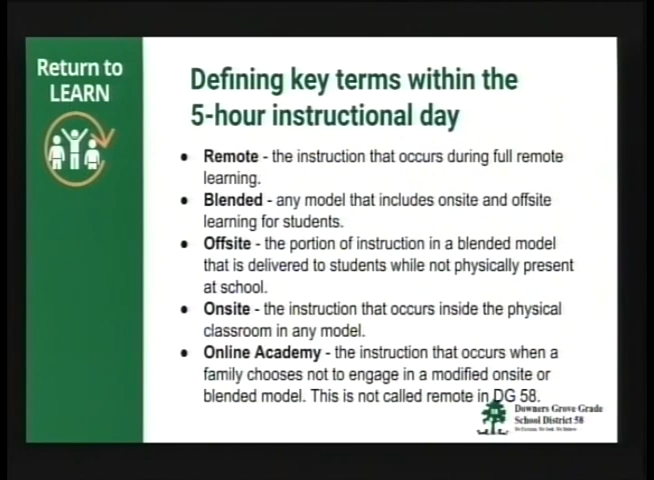 Return to
LEARN
Defining key terms within the
5-hour instructional day
● Remote - the instruction that occurs during full remote
learning.
● Blended - any model that includes onsite and offsite
learning for students.
● Offsite - the portion of instruction in a blended model
that is delivered to students while not physically present
at school.
● Onsite - the instruction that occurs inside the physical
classroom in any model.
● Online Academy - the instruction that occurs when a
family chooses not to engage in a modified onsite or
blended model. This is not called remote in DG 58.
Downers Grove Grade
School District 58